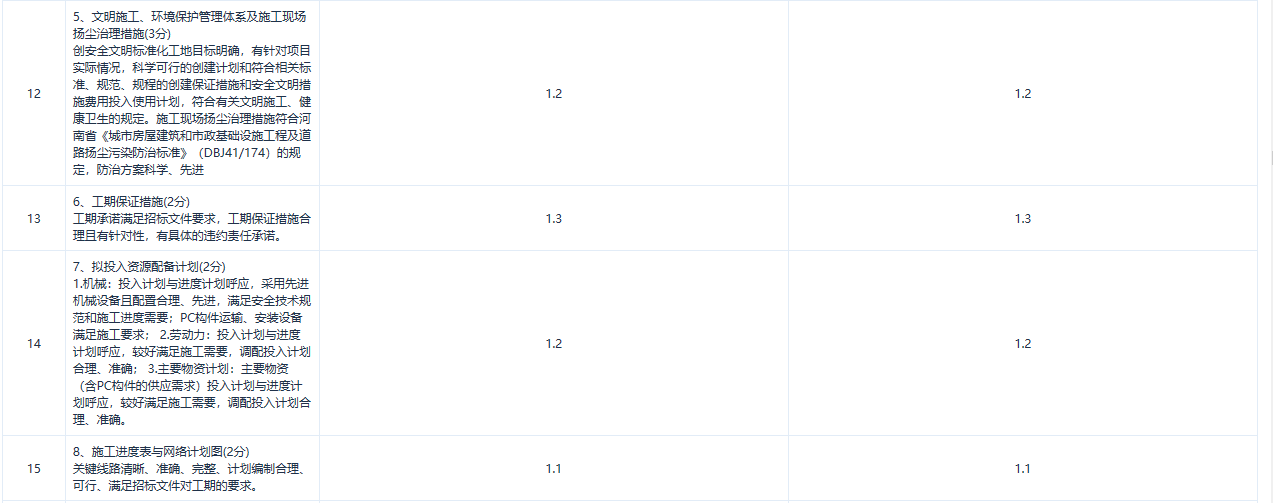 5、文明施工、环境保护管理体系及施工现场
扬尘治理措施(3分)
创安全文明标准化工地目标明确，有针对项目
实际情况，科学可行的创建计划和符合相关标
准、规范、规程的创建保证措施和安全文明措
12 施费用投入使用计划，符合有关文明施工、健 1.2 1.2
康卫生的规定。施工现场扬尘治理措施符合河
南省《城市房屋建筑和市政基础设施工程及道
路扬尘污染防治标准》（DBJ41/174）的规
定，防治方案科学、先进
6、工期保证措施(2分)
13 工期承诺满足招标文件要求，工期保证措施合 1.3 1.3
理且有针对性，有具体的违约责任承诺。
7、拟投入资源配备计划(2分)
1.机械：投入计划与进度计划呼应，采用先进
机械设备且配置合理、先进，满足安全技术规
范和施工进度需要；PC构件运输、安装设备
满足施工要求； 2.劳动力：投入计划与进度
14 计划呼应，较好满足施工需要，调配投入计划 1.2 1.2
合理、准确； 3.主要物资计划：主要物资
（含PC构件的供应需求）投入计划与进度计
划呼应，较好满足施工需要，调配投入计划合
理、准确。
8、施工进度表与网络计划图(2分)
15 关键线路清晰、准确、完整、计划编制合理、 1.1 1.1
可行、满足招标文件对工期的要求。